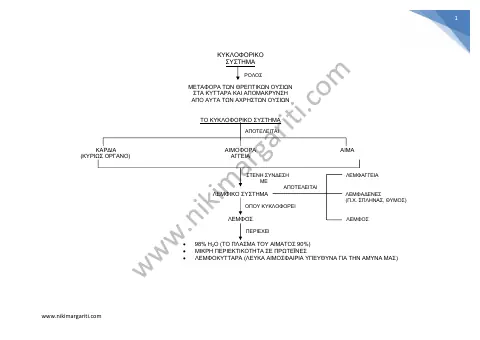 1
ΚΥΚΛΟΦΟΡΙΚΟ
ΣΥΣΤΗΜΑ
ΡΟΛΟΣ
ΜΕΤΑΦΟΡΑ ΤΩΝ ΘΡΕΠΤΙΚΩΝ ΟΥΣΙΩΝ
ΣΤΑ ΚΥΤΤΑΡΑ ΚΑΙ ΑΠΟΜΑΚΡΥΝΣΗ
ΑΠΟ ΑΥΤΑ ΤΩΝ ΑΧΡΗΣΤΩΝ ΟΥΣΙΩΝ
ΤΟ ΚΥΚΛΟΦΟΡΙΚΟ ΣΥΣΤΗΜΑ
ΑΠΟΤΕΛΕΙΤΑΙ
ΚΑΡΔΙΑ
(ΚΥΡΙΟΣ ΟΡΓΑΝΟ)
ΑΙΜΟΦΟΡΑ
ΑΓΓΕΙΑ
ΑΙΜΑ
ΣΤΕΝΗ ΣΥΝΔΕΣΗ
ΜΕ
ΛΕΜΦΙΚΟ ΣΥΣΤΗΜΑ
ΑΠΟΤΕΛΕΙΤΑΙ
ΛΕΜΦΑΓΓΕΙΑ
ΛΕΜΦΑΔΕΝΕΣ
(Π.Χ. ΣΠΛΗΝΑΣ, ΘΥΜΟΣ)
ΛΕΜΦΟΣ
ΟΠΟΥ ΚΥΚΛΟΦΟΡΕΙ
ΛΕΜΦΟΣ
ΠΕΡΙΕΧΕΙ
• 98% H₂O (ΤΟ ΠΛΑΣΜΑ ΤΟΥ ΑΙΜΑΤΟΣ 90%)
• ΜΙΚΡΗ ΠΕΡΙΕΚΤΙΚΟΤΗΤΑ ΣΕ ΠΡΩΤΕΪΝΕΣ
• ΛΕΜΦΟΚΥΤΤΑΡΑ (ΛΕΥΚΑ ΑΙΜΟΣΦΑΙΡΙΑ ΥΠΕΥΘΥΝΑ ΓΙΑ ΤΗΝ ΑΜΥΝΑ ΜΑΣ)
www.nikimargariti.com
www.nikimargariti.com